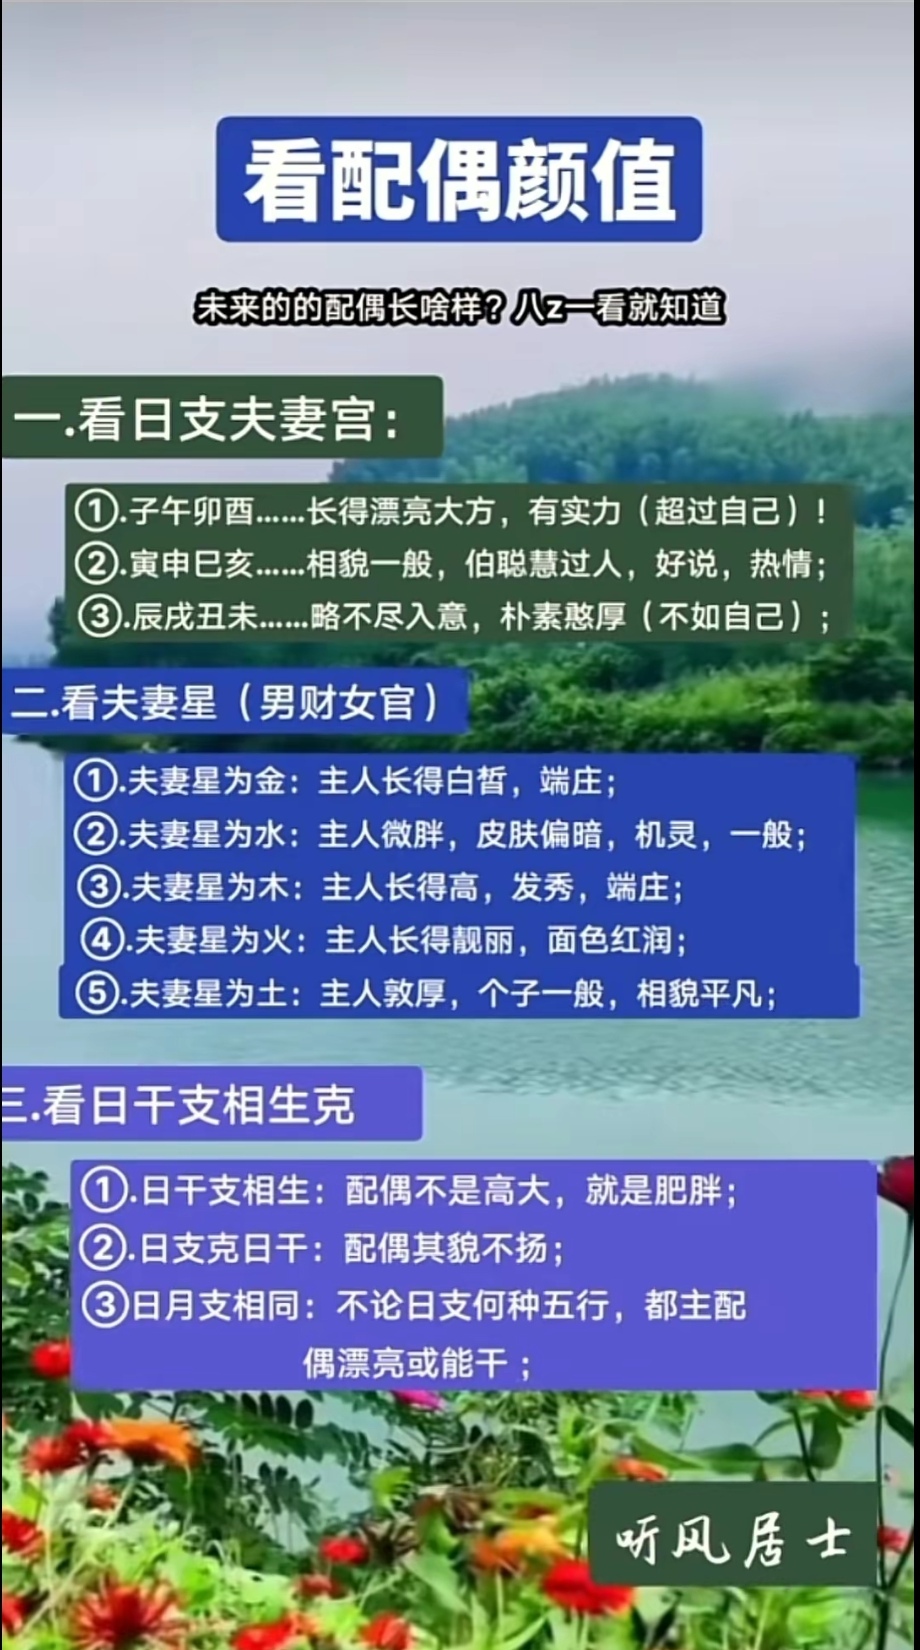 看配偶颜值
未来的的配偶长啥样？八z一看就知道
一.看日支夫妻宫：
①.子午卯酉……长得漂亮大方，有实力（超过自己）！
②.寅申巳亥……相貌一般，伯聪慧过人，好说，热情；
③.辰戌丑未……略不尽入意，朴素憨厚（不如自己）；
二.看夫妻星（男财女官）
①.夫妻星为金：主人长得白皙，端庄；
②.夫妻星为水：主人微胖，皮肤偏暗，机灵，一般；
③.夫妻星为木：主人长得高，发秀，端庄；
④.夫妻星为火：主人长得靓丽，面色红润；
⑤.夫妻星为土：主人敦厚，个子一般，相貌平凡；
三.看日干支相生克
①.日干支相生：配偶不是高大，就是肥胖；
②.日支克日干：配偶其貌不扬；
③日月支相同：不论日支何种五行，都主配
偶漂亮或能干；
听风居士